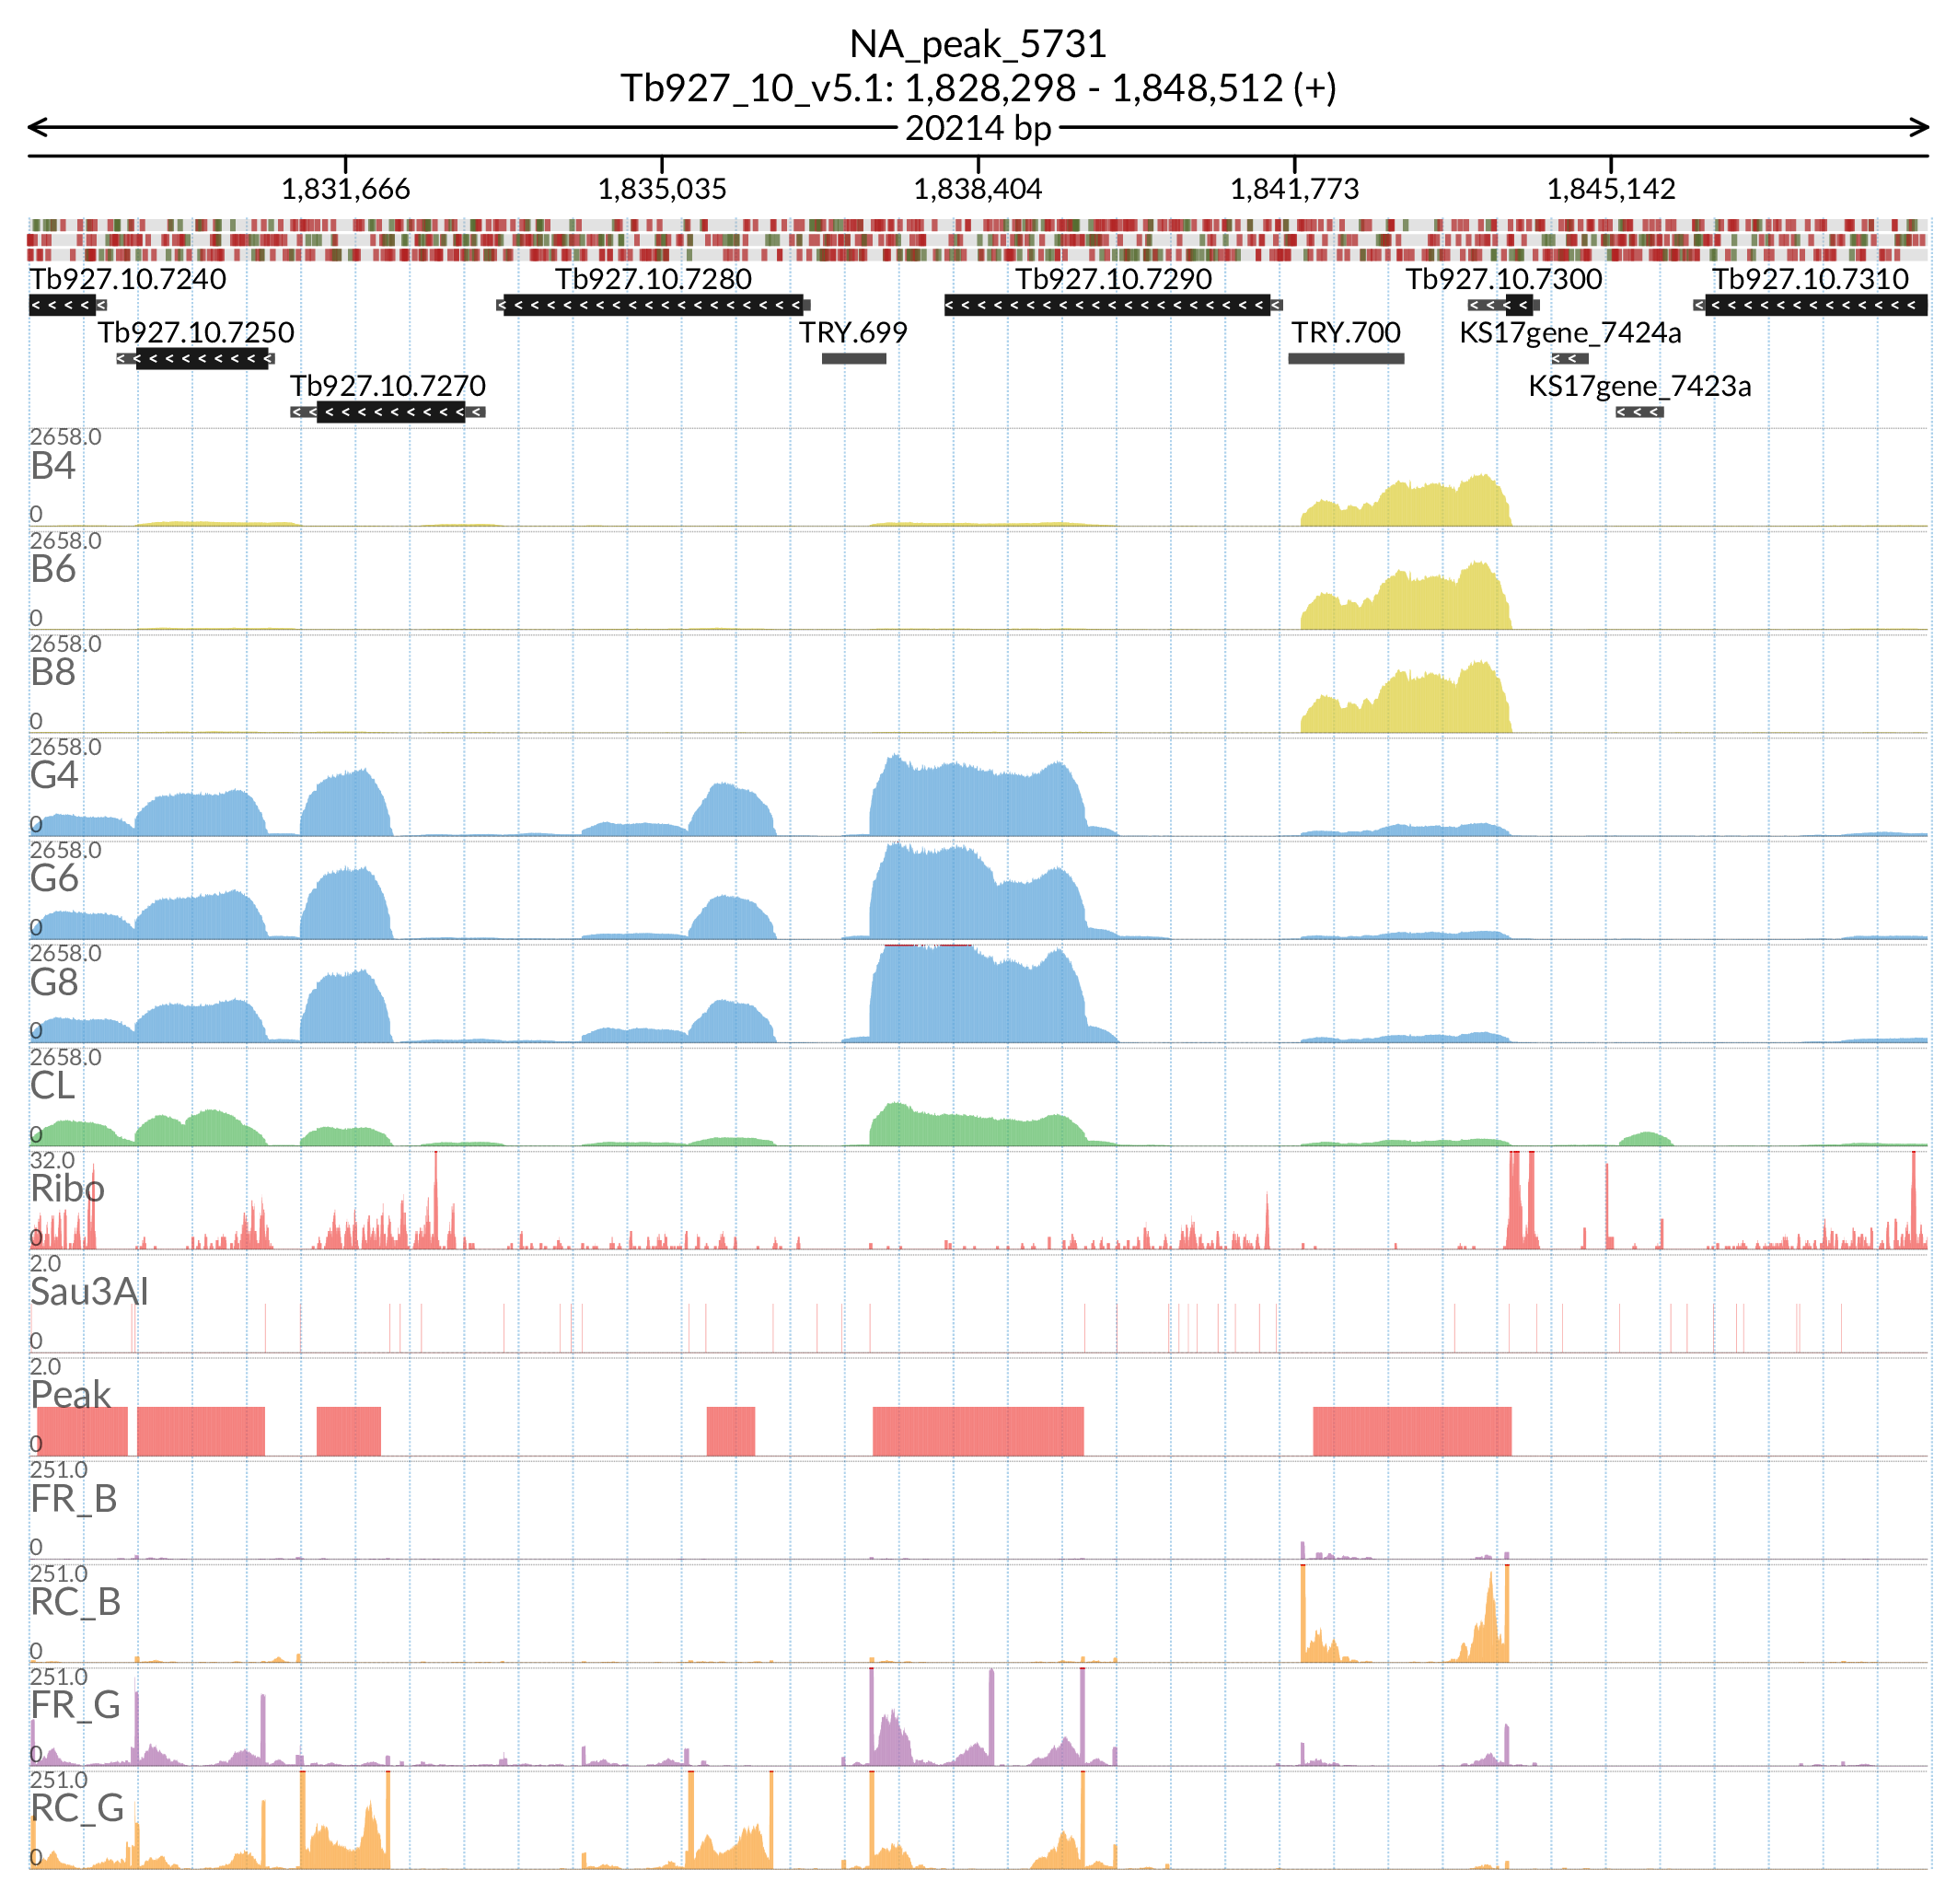 NA_peak_5731
Tb927_10_v5.1: 1,828,298 - 1,848,512 (+)
20214 bp
1,831,666 1,835,035 1,838,404 1,841,773 1,845,142
Tb927.10.7240 Tb927.10.7280 Tb927.10.7290 Tb927.10.7300 Tb927.10.7310
Tb927.10.7250 TRY.699 TRY.700 KS17gene_7424a
Tb927.10.7270 KS17gene_7423a
2658.0
B4
0
2658.0
B6
0
2658.0
B8
0
2658.0
G4
0
2658.0
G6
0
2658.0
G8
0
2658.0
CL
0
32.0
Ribo
0
2.0
Sau3AI
0
2.0
Peak
0
251.0
FR_B
0
251.0
RC_B
0
251.0
FR_G
0
251.0
RC_G
0